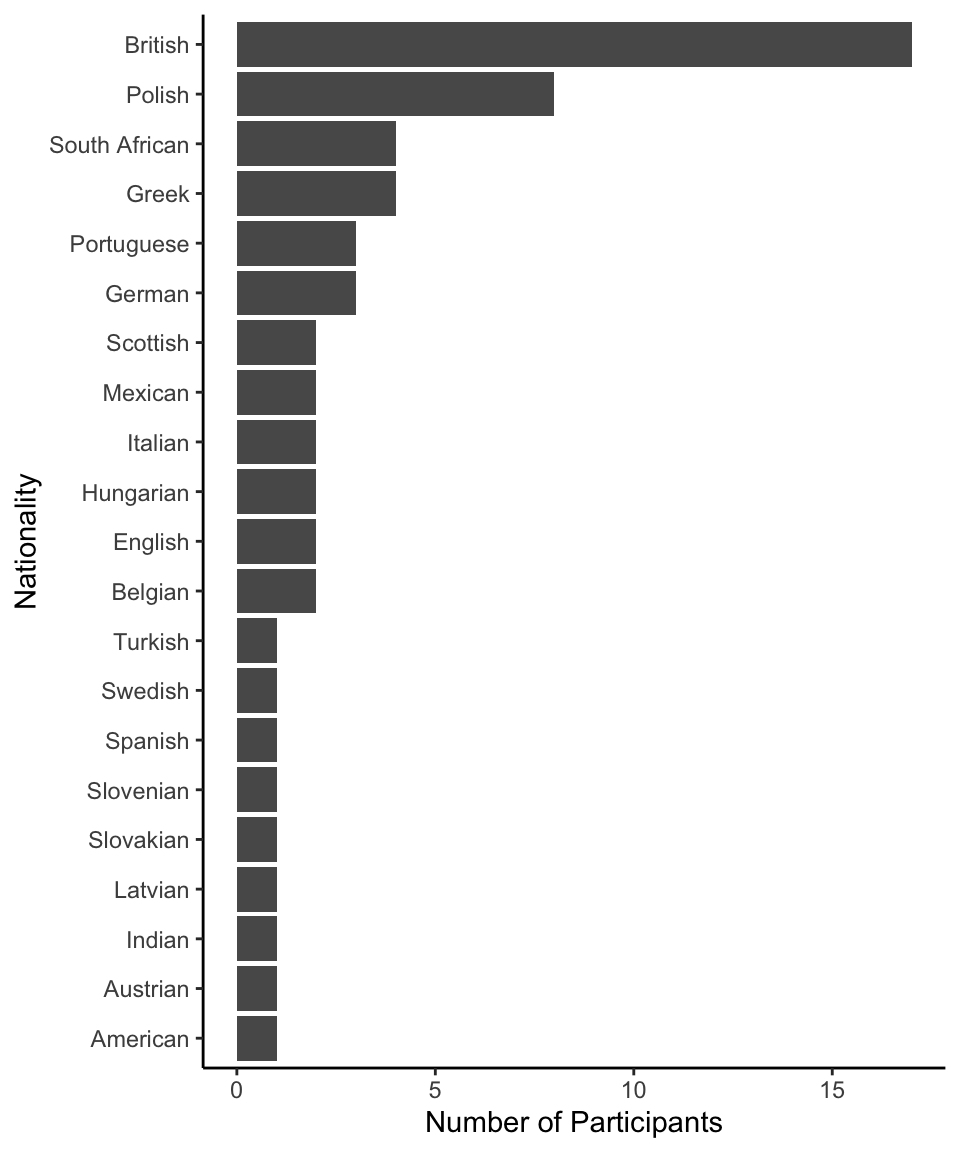 British
Polish
South African
Greek
Portuguese
German
Scottish
Mexican
Italian
Hungarian
English
Belgian
Turkish
Swedish
Spanish
Slovenian
Slovakian
Latvian
Indian
Austrian
American
Nationality
0 5 10 15
Number of Participants